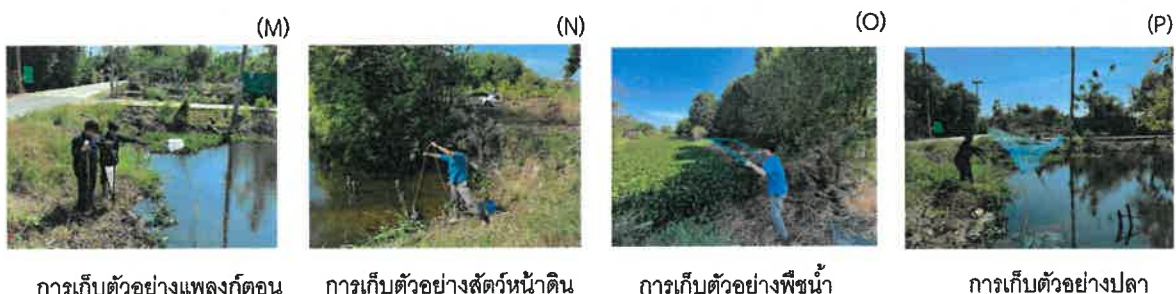 (M)
(N)
(O)
(P)
การเก็บตัวอย่างแพลงก์ตอน
การเก็บตัวอย่างสัตว์หน้าดิน
การเก็บตัวอย่างพืชน้ำ
การเก็บตัวอย่างปลา